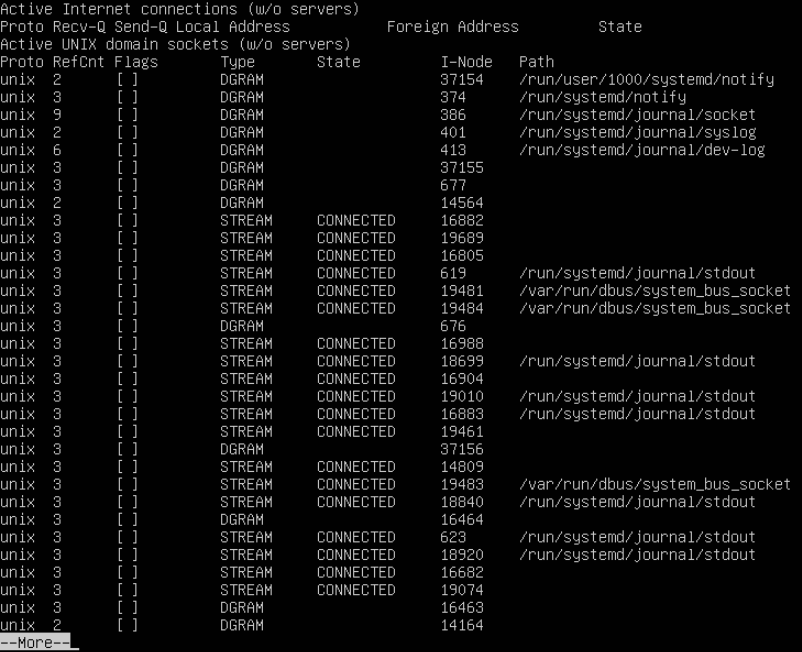 Active Internet connections (w/o servers)
Proto Recv-Q Send-Q Local Address           Foreign Address         State
Active UNIX domain sockets (w/o servers)
Proto RefCnt Flags       Type       State         I-Node   Path
unix  2      [ ]         DGRAM                    37154    /run/user/1000/systemd/notify
unix  3      [ ]         DGRAM                    374      /run/systemd/notify
unix  9      [ ]         DGRAM                    386      /run/systemd/journal/socket
unix  2      [ ]         DGRAM                    401      /run/systemd/journal/syslog
unix  6      [ ]         DGRAM                    413      /run/systemd/journal/dev-log
unix  3      [ ]         DGRAM                    37155
unix  3      [ ]         DGRAM                    677
unix  2      [ ]         DGRAM                    14564
unix  3      [ ]         STREAM     CONNECTED     16882
unix  3      [ ]         STREAM     CONNECTED     19689
unix  3      [ ]         STREAM     CONNECTED     16805
unix  3      [ ]         STREAM     CONNECTED     619      /run/systemd/journal/stdout
unix  3      [ ]         STREAM     CONNECTED     19481    /var/run/dbus/system_bus_socket
unix  3      [ ]         STREAM     CONNECTED     19484    /var/run/dbus/system_bus_socket
unix  3      [ ]         DGRAM                    676
unix  3      [ ]         STREAM     CONNECTED     16988
unix  3      [ ]         STREAM     CONNECTED     18699    /run/systemd/journal/stdout
unix  3      [ ]         STREAM     CONNECTED     16904
unix  3      [ ]         STREAM     CONNECTED     19010    /run/systemd/journal/stdout
unix  3      [ ]         STREAM     CONNECTED     16883    /run/systemd/journal/stdout
unix  3      [ ]         STREAM     CONNECTED     19461
unix  3      [ ]         DGRAM                    37156
unix  3      [ ]         STREAM     CONNECTED     14809
unix  3      [ ]         STREAM     CONNECTED     19483    /var/run/dbus/system_bus_socket
unix  3      [ ]         STREAM     CONNECTED     18840    /run/systemd/journal/stdout
unix  3      [ ]         DGRAM                    16464
unix  3      [ ]         STREAM     CONNECTED     623      /run/systemd/journal/stdout
unix  3      [ ]         STREAM     CONNECTED     18920    /run/systemd/journal/stdout
unix  3      [ ]         STREAM     CONNECTED     16682
unix  3      [ ]         STREAM     CONNECTED     19074
unix  3      [ ]         DGRAM                    16463
unix  2      [ ]         DGRAM                    14164
--More--